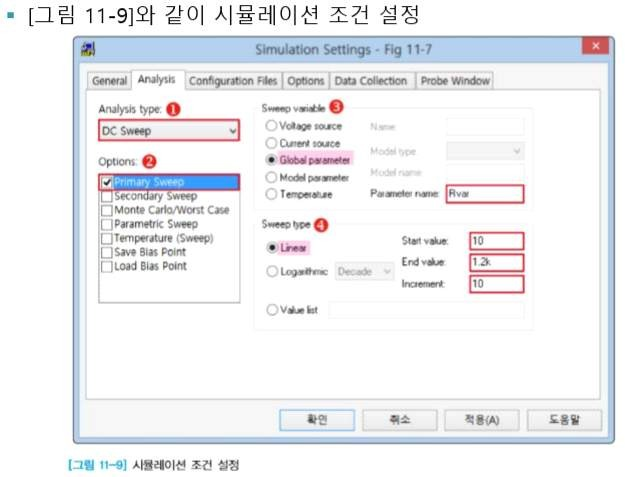 ▪ [그림 11-9]와 같이 시뮬레이션 조건 설정
Simulation Settings - Fig 11-7
General Analysis Configuration Files Options Data Collection Probe Window
Analysis type: 1
DC Sweep
Options: 2
Primary Sweep
Secondary Sweep
Monte Carlo/Worst Case
Parametric Sweep
Temperature (Sweep)
Save Bias Point
Load Bias Point
Sweep variable 3
Voltage source Name:
Current source Model type:
Global parameter
Model parameter Model name:
Temperature Parameter name: Rvar
Sweep type 4
Linear Start value: 10
Logarithmic Decade End value: 1.2k
Increment: 10
Value list
확인 취소 적용(A) 도움말
[그림 11-9] 시뮬레이션 조건 설정